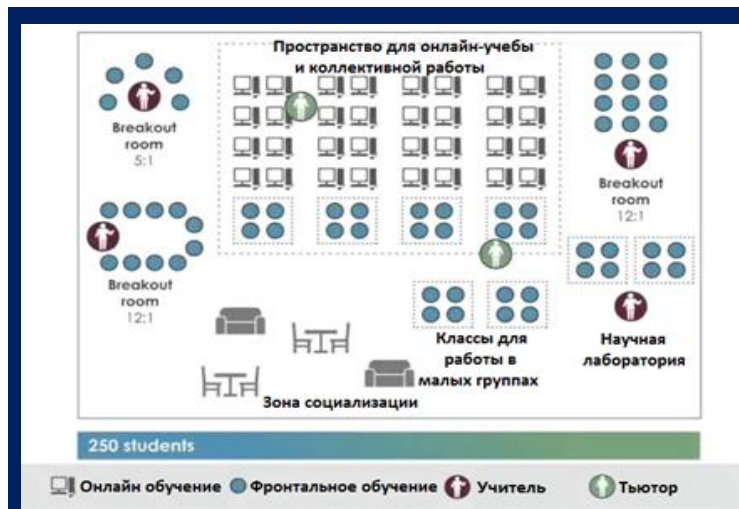 Пространство для онлайн-учебы
и коллективной работы
Breakout
room
5:1
Breakout
room
12:1
Breakout
room
12:1
Классы для
работы в
малых группах
Научная
лаборатория
Зона социализации
250 students
Онлайн обучение
Фронтальное обучение
Учитель
Тьютор